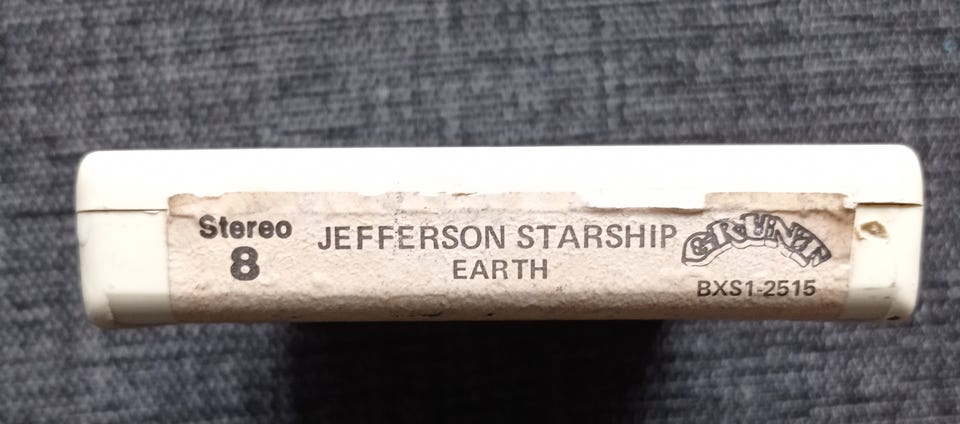 Stereo
8
JEFFERSON STARSHIP
EARTH
GRUNT
BXS1-2515